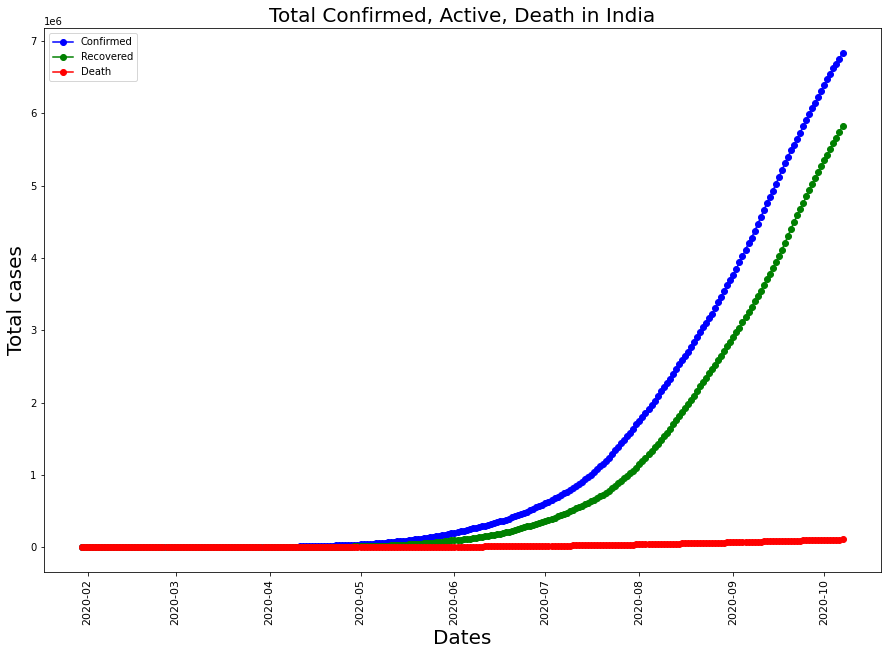 Total Confirmed, Active, Death in India
1e6
Confirmed
Recovered
Death
7
6
5
4
3
2
1
0
Total cases
2020-02
2020-03
2020-04
2020-05
2020-06
2020-07
2020-08
2020-09
2020-10
Dates